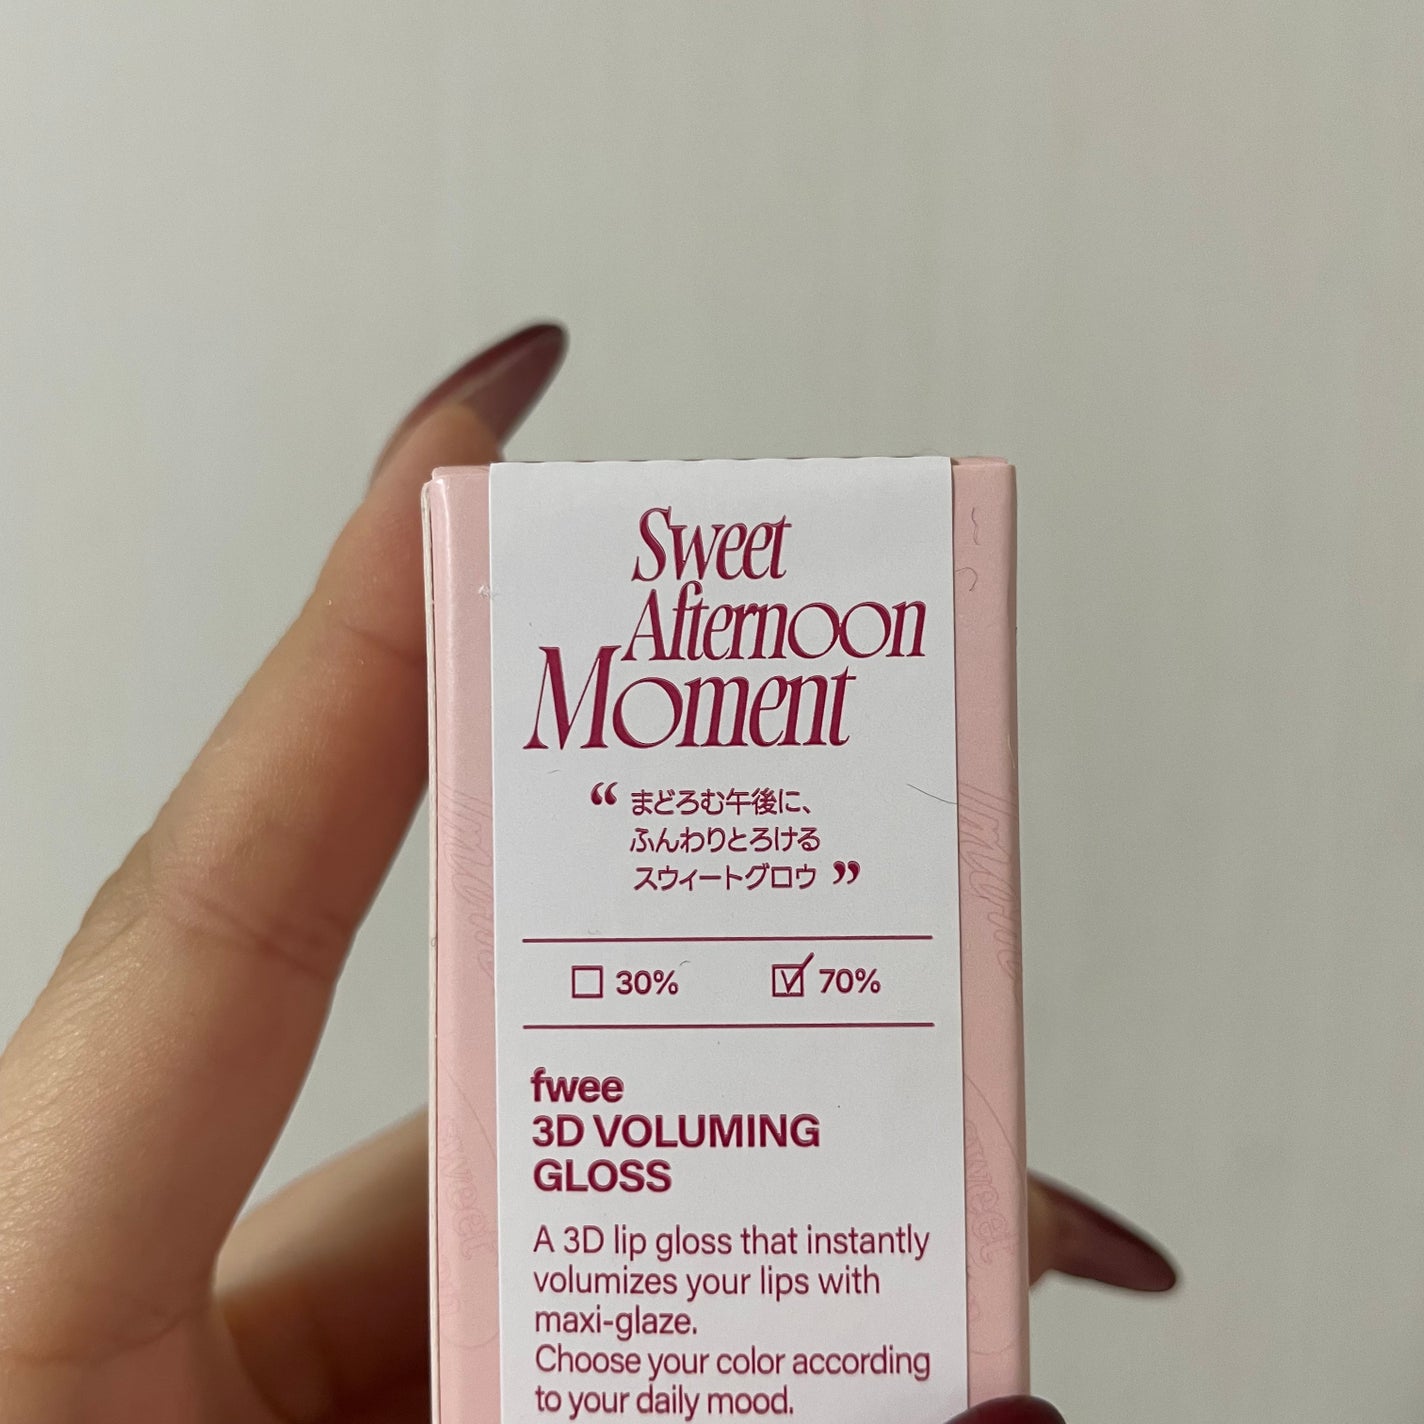 Sweet
Afternoon
Moment
“ まどろむ午後に、
ふんわりとろける
スウィートグロウ ”
30%
70%
fwee
3D VOLUMING
GLOSS
A 3D lip gloss that instantly
volumizes your lips with
maxi-glaze.
Choose your color according
to your daily mood.